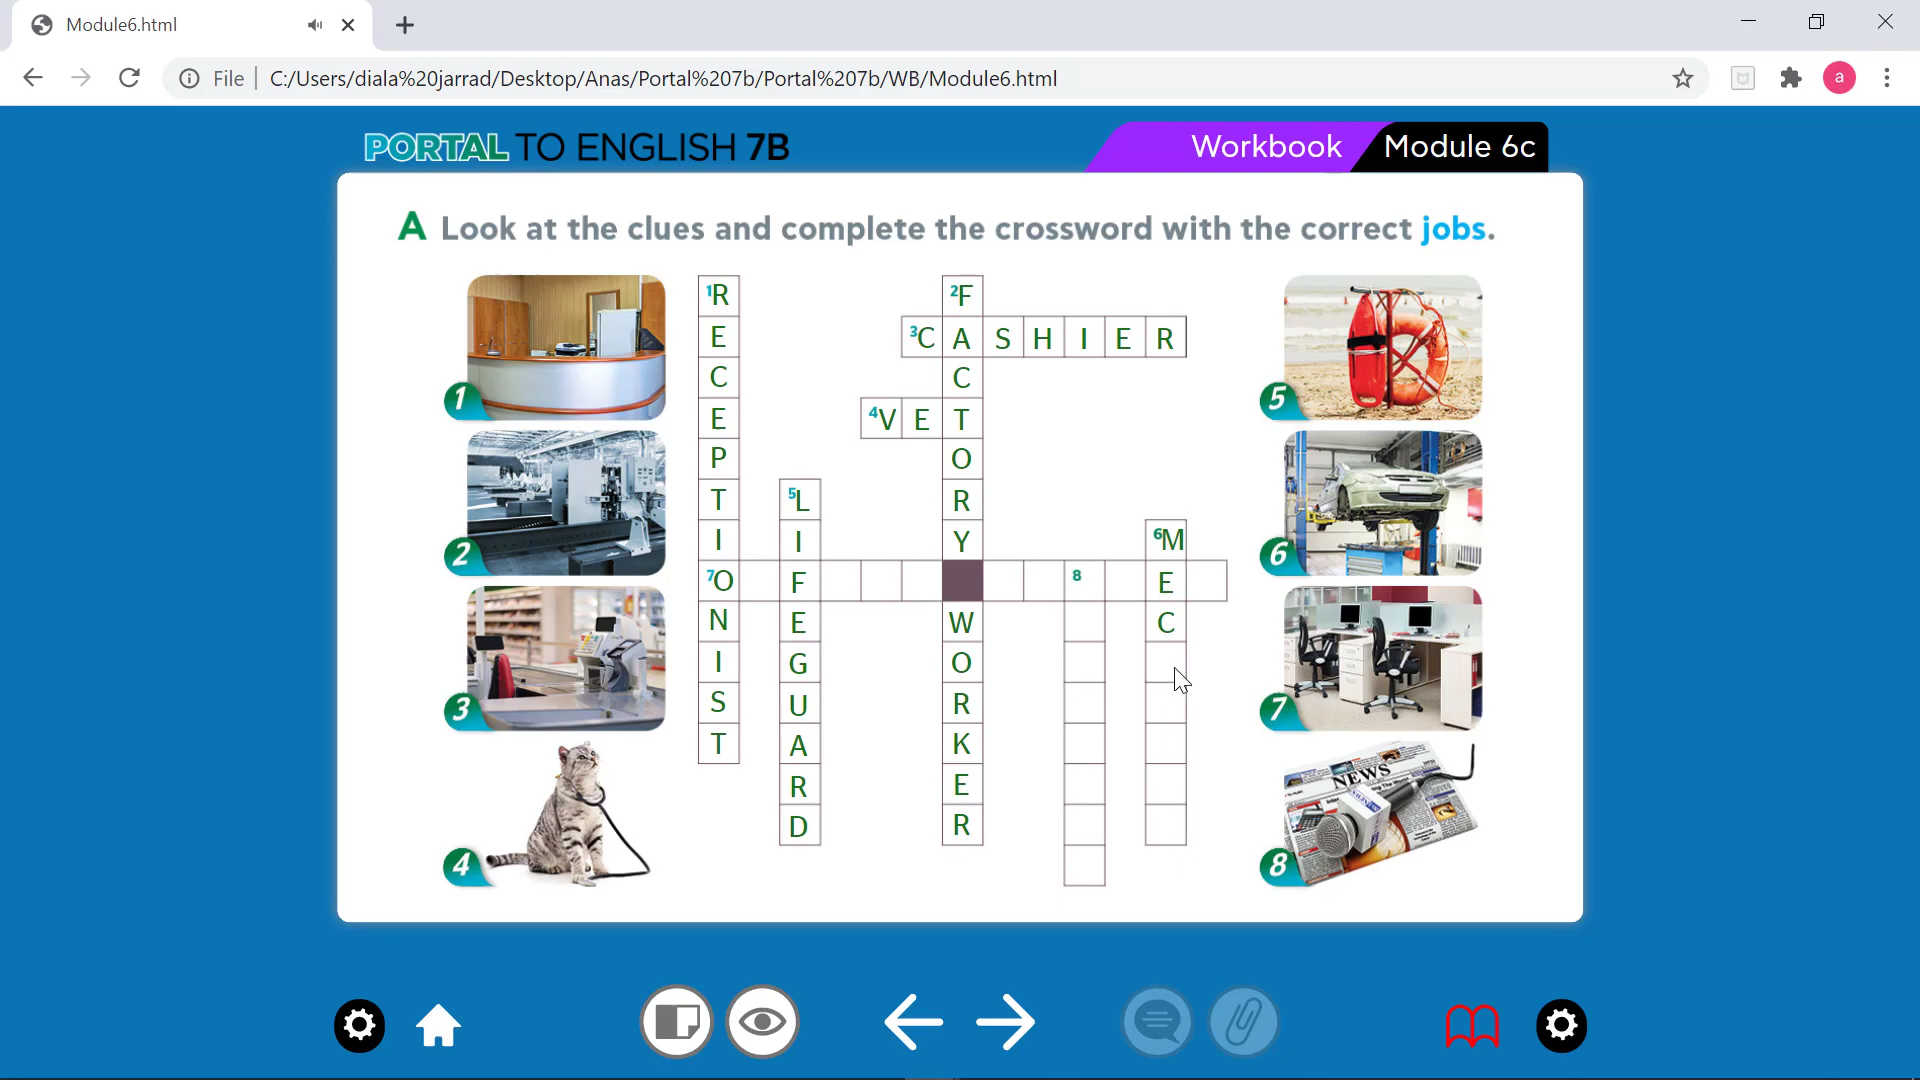 Module6.html
File C:/Users/diala%20jarrad/Desktop/Anas/Portal%207b/Portal%207b/WB/Module6.html
a
PORTAL TO ENGLISH 7B
Workbook
Module 6c
A Look at the clues and complete the crossword with the correct jobs.
1R 2F
E 3C A S H I E R
C C
E 4V E T
P O
T 5L R
I I Y 6M
7O F 8 E
N E W C
I G O
S U R
T A K
R E
D R
1
2
3
4
5
6
7
8
NEWS